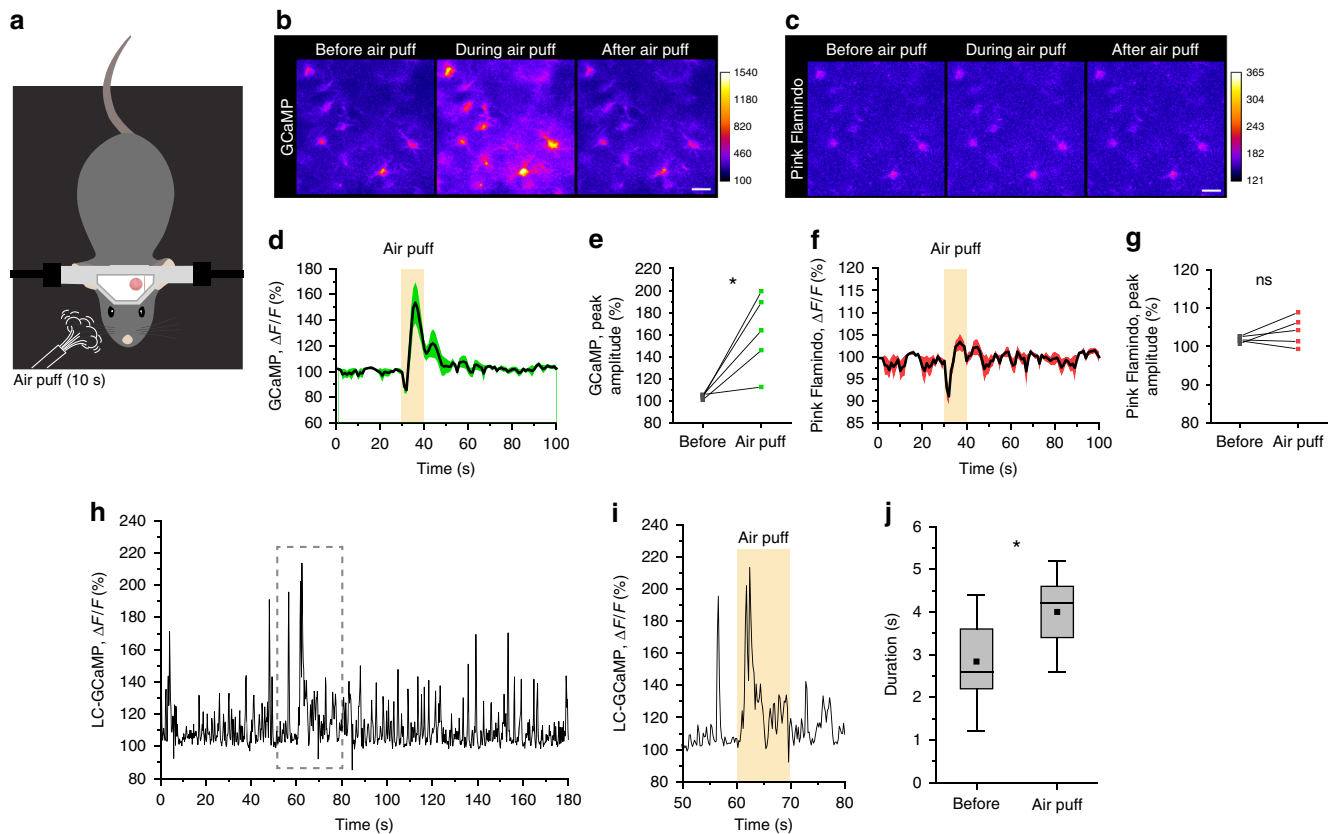 a
Air puff (10 s)
b
Before air puff During air puff After air puff
GCaMP
1540
1180
820
460
100
c
Before air puff During air puff After air puff
Pink Flamindo
365
304
243
182
121
d
Air puff
GCaMP, ΔF/F (%)
180
160
140
120
100
80
60
0 20 40 60 80 100
Time (s)
e
GCaMP, peak
amplitude (%)
220
200
180
160
140
120
100
80
*
Before Air puff
f
Air puff
Pink Flamindo, ΔF/F (%)
120
115
110
105
100
95
90
85
0 20 40 60 80 100
Time (s)
g
Pink Flamindo, peak
amplitude (%)
120
110
100
90
80
ns
Before Air puff
h
LC-GCaMP, ΔF/F (%)
240
220
200
180
160
140
120
100
80
0 20 40 60 80 100 120 140 160 180
Time (s)
i
Air puff
LC-GCaMP, ΔF/F (%)
240
220
200
180
160
140
120
100
80
50 60 70 80
Time (s)
j
Duration (s)
6
5
4
3
2
1
0
*
Before Air puff